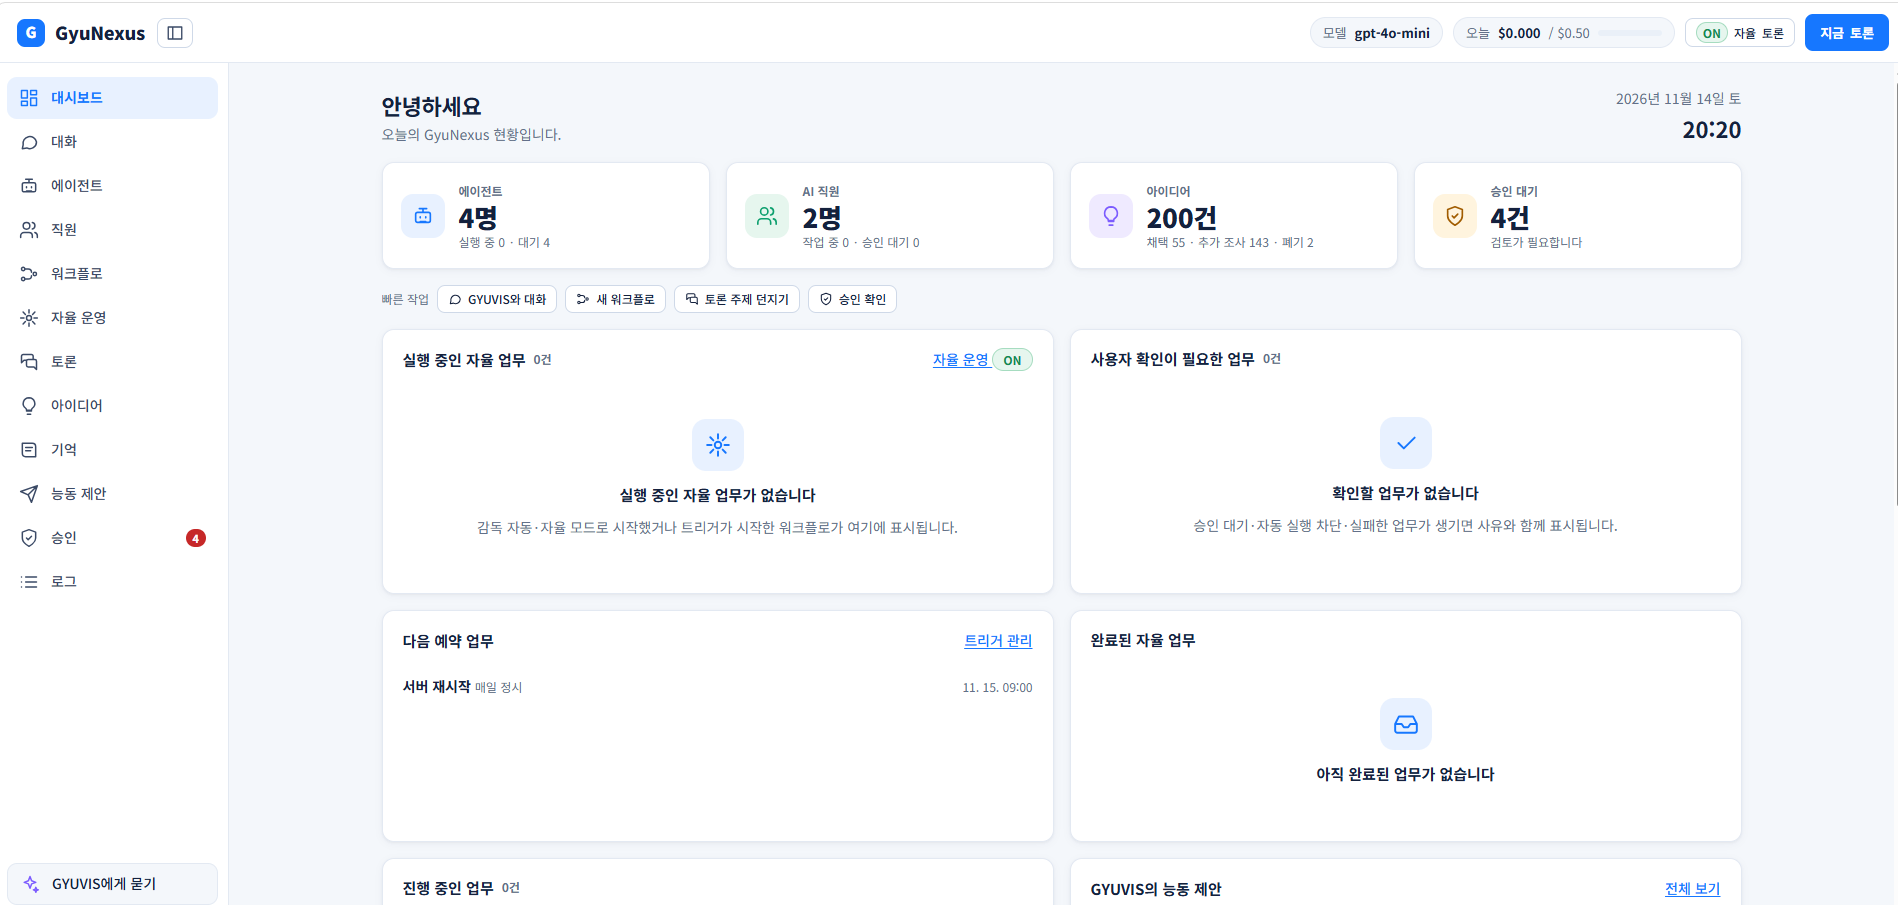 G GyuNexus
모델 gpt-4o-mini
오늘 $0.000 / $0.50
ON 자율 토론
지금 토론
대시보드
대화
에이전트
직원
워크플로
자율 운영
토론
아이디어
기억
능동 제안
승인 4
로그
GYUVIS에게 묻기
안녕하세요
오늘의 GyuNexus 현황입니다.
2026년 11월 14일 토
20:20
에이전트
4명
실행 중 0 · 대기 4
AI 직원
2명
작업 중 0 · 승인 대기 0
아이디어
200건
채택 55 · 추가 조사 143 · 폐기 2
승인 대기
4건
검토가 필요합니다
빠른 작업 GYUVIS와 대화 새 워크플로 토론 주제 던지기 승인 확인
실행 중인 자율 업무 0건
자율 운영 ON
실행 중인 자율 업무가 없습니다
감독 자동·자율 모드로 시작했거나 트리거가 시작한 워크플로가 여기에 표시됩니다.
사용자 확인이 필요한 업무 0건
확인할 업무가 없습니다
승인 대기·자동 실행 차단·실패한 업무가 생기면 사유와 함께 표시됩니다.
다음 예약 업무
트리거 관리
서버 재시작 매일 정시
11. 15. 09:00
완료된 자율 업무
아직 완료된 업무가 없습니다
진행 중인 업무 0건
GYUVIS의 능동 제안
전체 보기